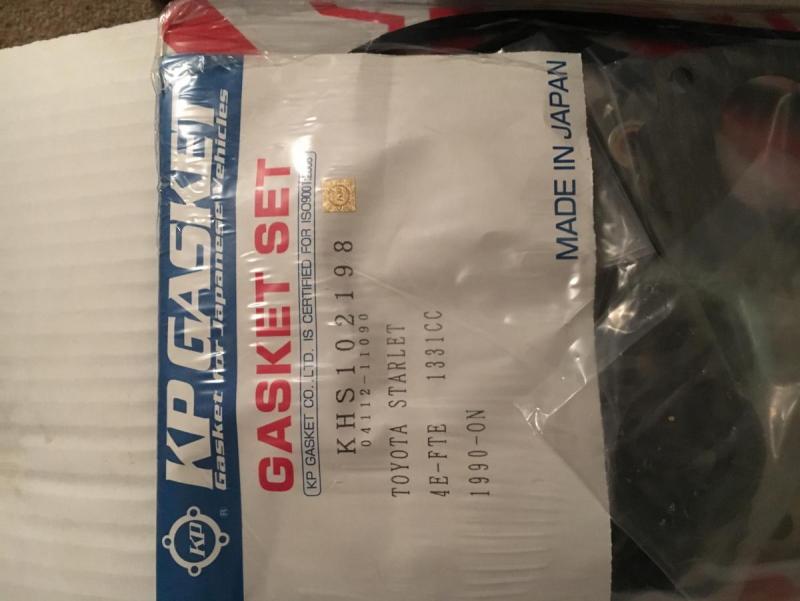 KP KP GASKET
®
Gasket for Japanese Vehicles
GASKET SET
KP GASKET CO., LTD. IS CERTIFIED FOR ISO9001:2008
KHS102198
04112-11090
TOYOTA STARLET
4E-FTE 1331CC
1990-ON
MADE IN JAPAN